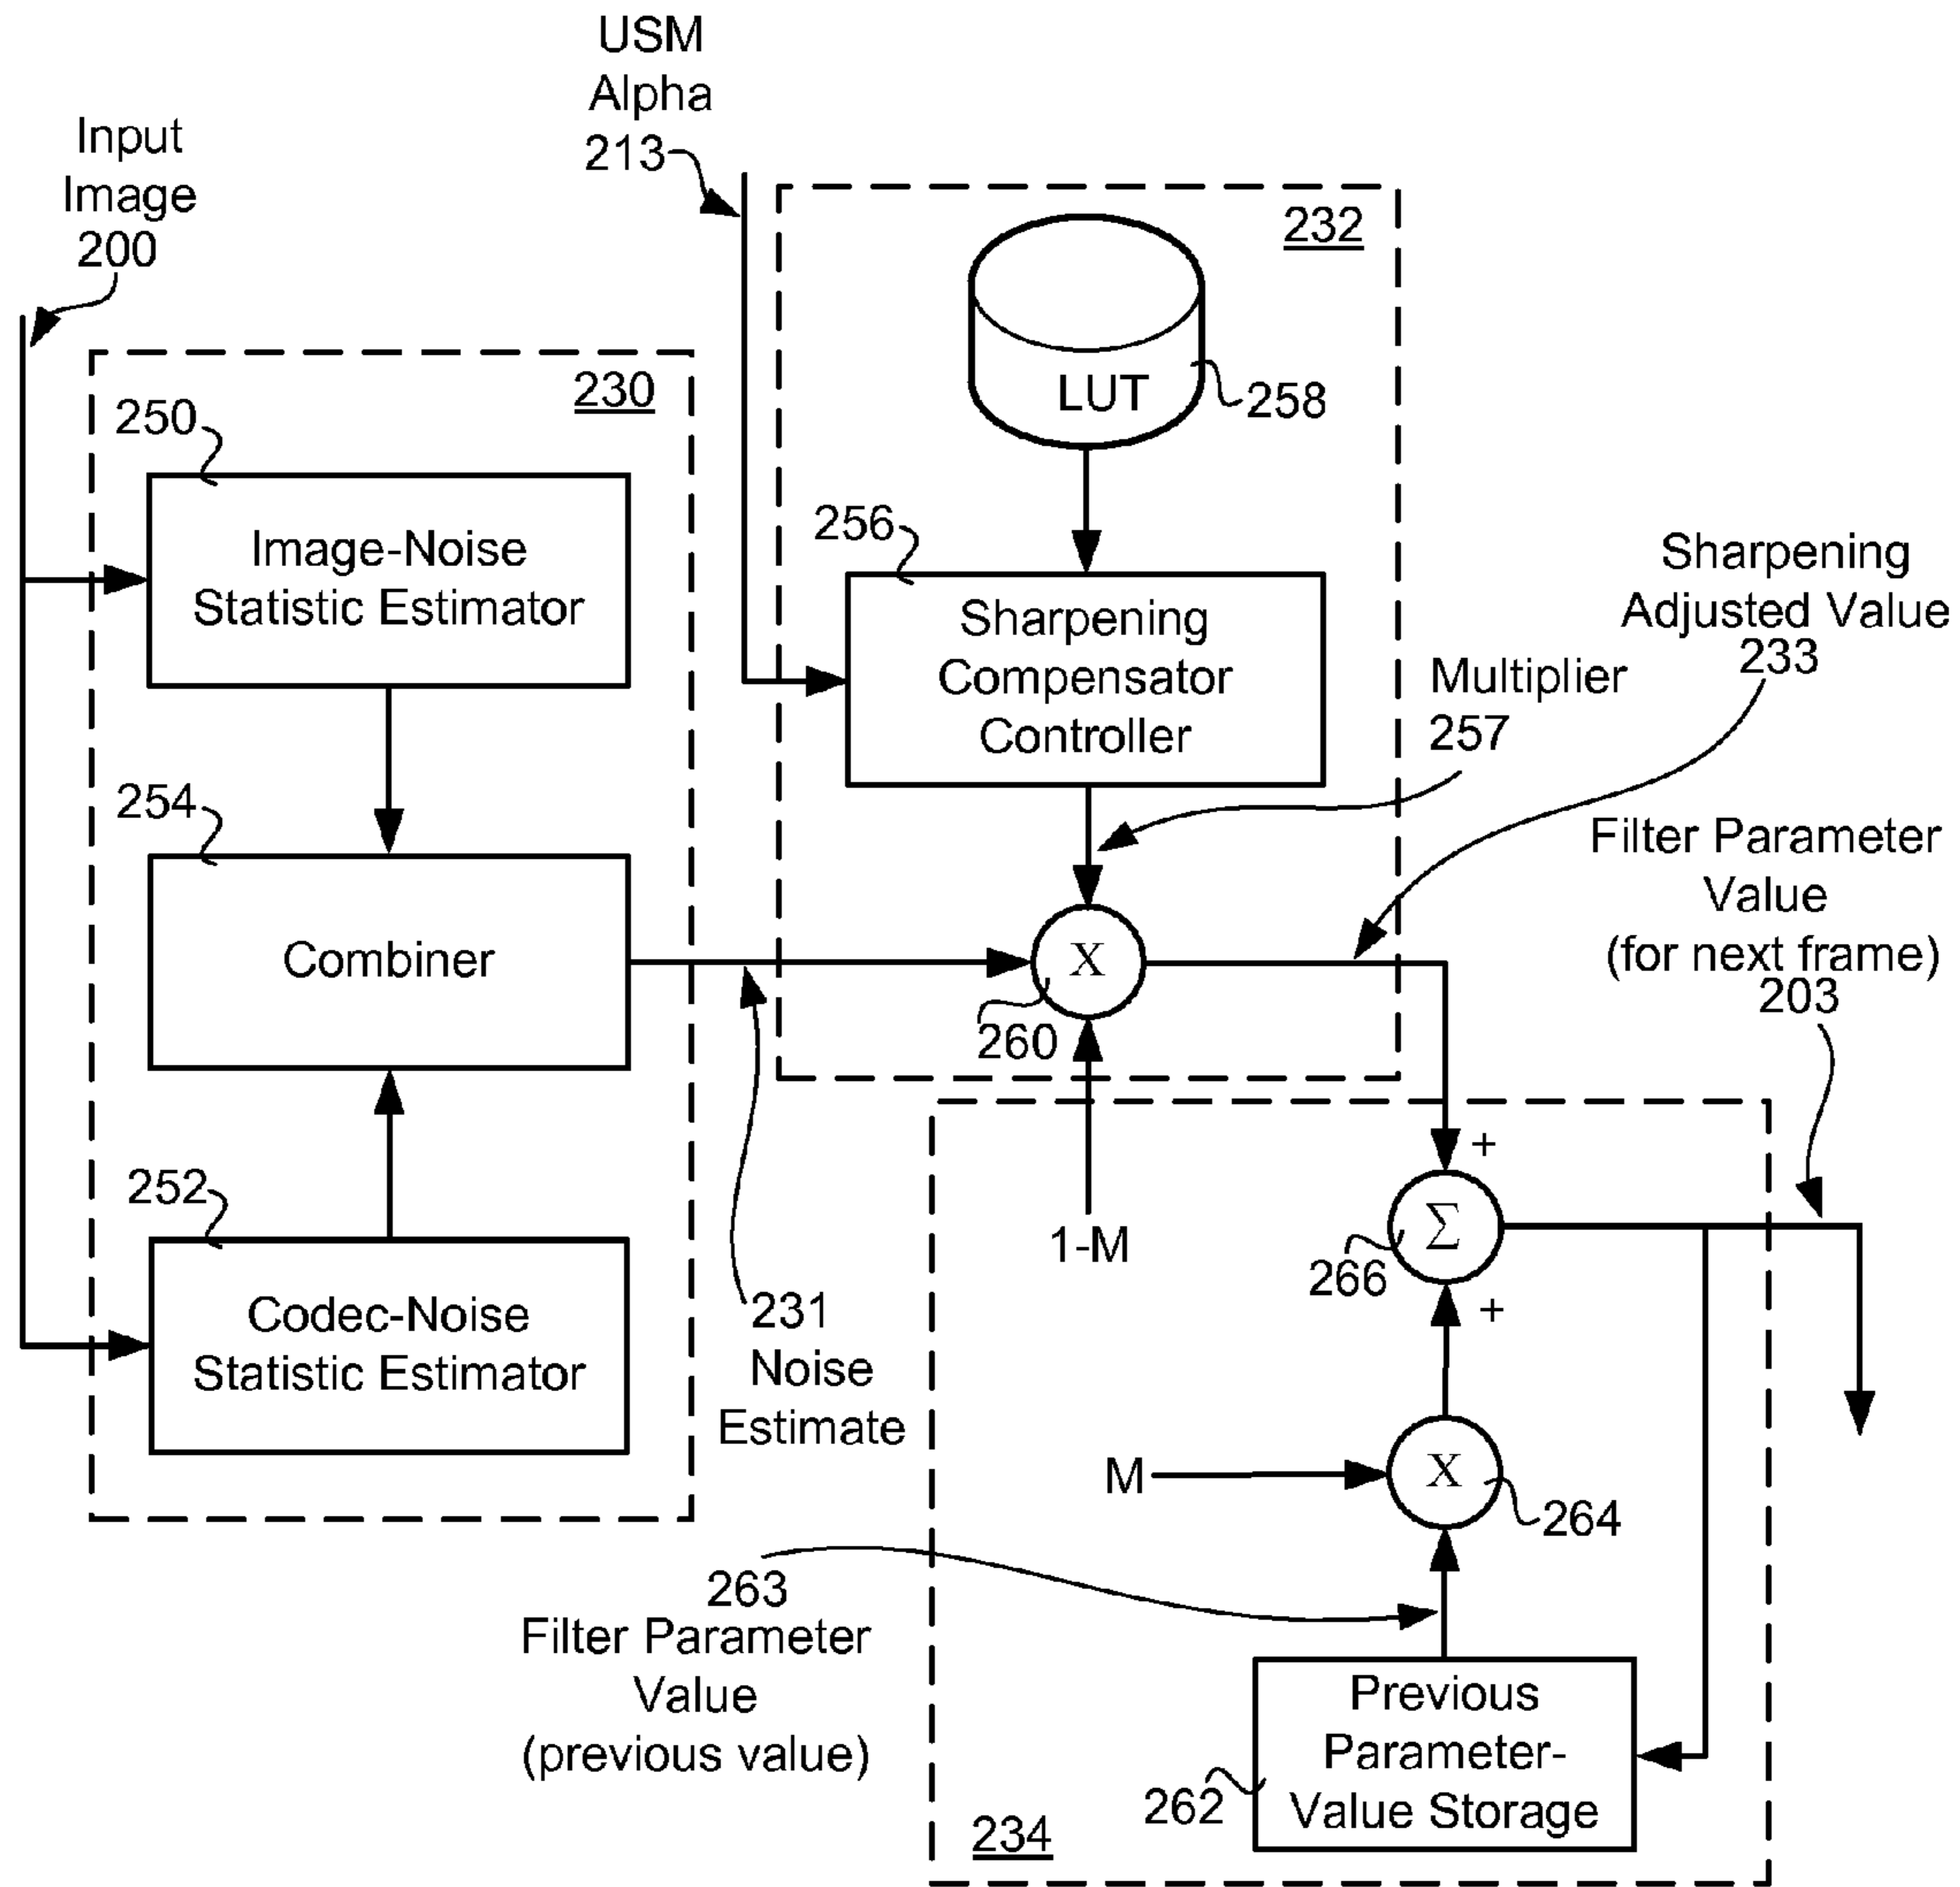 USM
Alpha
213
Input
Image
200
232
LUT
258
230
250
Image-Noise
Statistic Estimator
256
Sharpening
Compensator
Controller
Sharpening
Adjusted Value
233
Multiplier
257
254
Combiner
X
260
Filter Parameter
Value
(for next frame)
203
1-M
+
Σ
266
+
252
Codec-Noise
Statistic Estimator
231
Noise
Estimate
M
X
264
263
Filter Parameter
Value
(previous value)
Previous
Parameter-
Value Storage
262
234